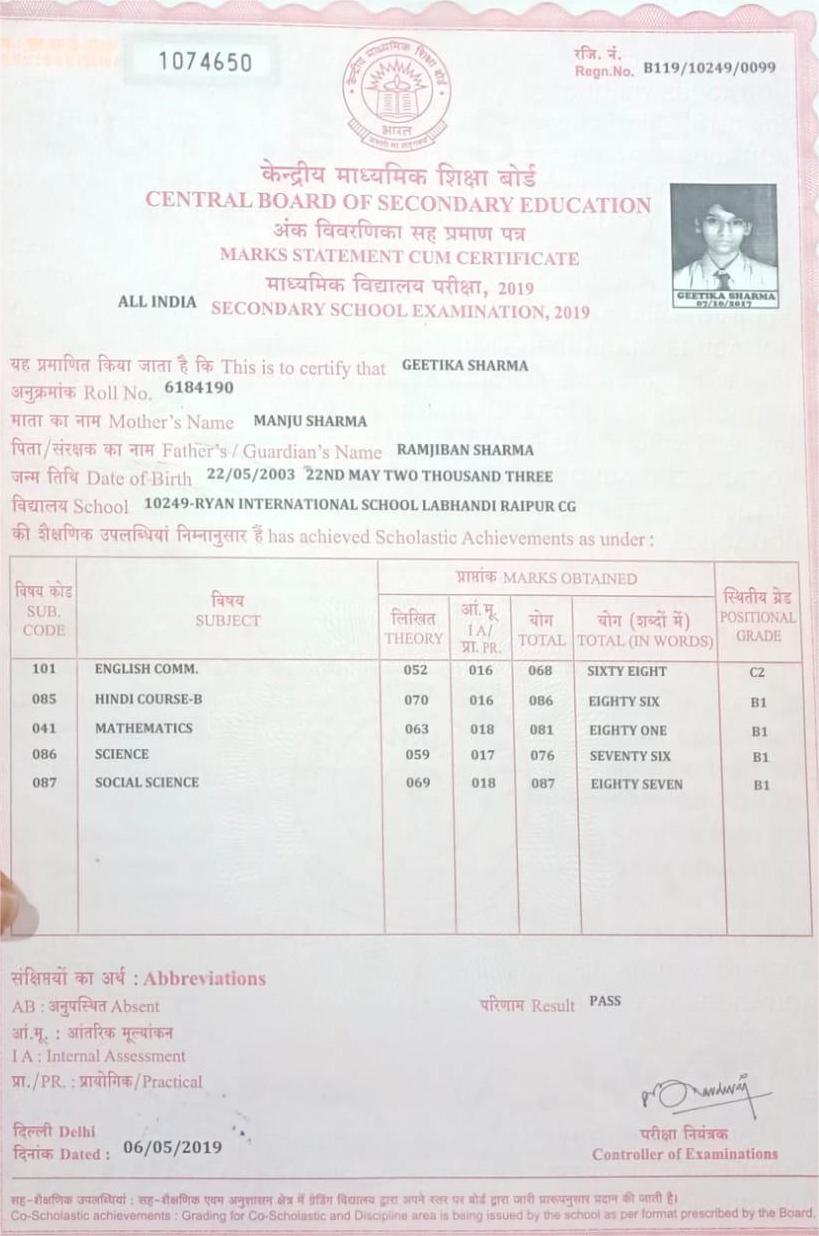 1074650
रजि. नं.
Regn.No. B119/10249/0099
केन्द्रीय माध्यमिक शिक्षा बोर्ड
भारत
केन्द्रीय माध्यमिक शिक्षा बोर्ड
CENTRAL BOARD OF SECONDARY EDUCATION
अंक विवरणिका सह प्रमाण पत्र
MARKS STATEMENT CUM CERTIFICATE
माध्यमिक विद्यालय परीक्षा, 2019
ALL INDIA SECONDARY SCHOOL EXAMINATION, 2019
GEETIKA SHARMA
07/10/2017
यह प्रमाणित किया जाता है कि This is to certify that GEETIKA SHARMA
अनुक्रमांक Roll No. 6184190
माता का नाम Mother's Name MANJU SHARMA
पिता/संरक्षक का नाम Father's / Guardian's Name RAMJIBAN SHARMA
जन्म तिथि Date of Birth 22/05/2003 22ND MAY TWO THOUSAND THREE
विद्यालय School 10249-RYAN INTERNATIONAL SCHOOL LABHANDI RAIPUR CG
की शैक्षणिक उपलब्धियां निम्नानुसार हैं has achieved Scholastic Achievements as under :
विषय कोड
SUB.
CODE
विषय
SUBJECT
प्राप्तांक MARKS OBTAINED
लिखित
THEORY
आं.मू.
I A/
प्रा. PR.
योग
TOTAL
योग (शब्दों में)
TOTAL (IN WORDS)
स्थितीय ग्रेड
POSITIONAL
GRADE
101 ENGLISH COMM. 052 016 068 SIXTY EIGHT C2
085 HINDI COURSE-B 070 016 086 EIGHTY SIX B1
041 MATHEMATICS 063 018 081 EIGHTY ONE B1
086 SCIENCE 059 017 076 SEVENTY SIX B1
087 SOCIAL SCIENCE 069 018 087 EIGHTY SEVEN B1
संक्षिप्तयों का अर्थ : Abbreviations
AB : अनुपस्थित Absent
परिणाम Result PASS
आं.मू. : आंतरिक मूल्यांकन
I A : Internal Assessment
प्रा./PR. : प्रायोगिक/Practical
दिल्ली Delhi
दिनांक Dated : 06/05/2019
परीक्षा नियंत्रक
Controller of Examinations
सह-शैक्षणिक उपलब्धियां : सह-शैक्षणिक एवम अनुशासन क्षेत्र में ग्रेडिंग विद्यालय द्वारा अपने स्तर पर बोर्ड द्वारा जारी प्रारूपनुसार प्रदान की जाती है।
Co-Scholastic achievements : Grading for Co-Scholastic and Discipline area is being issued by the school as per format prescribed by the Board.